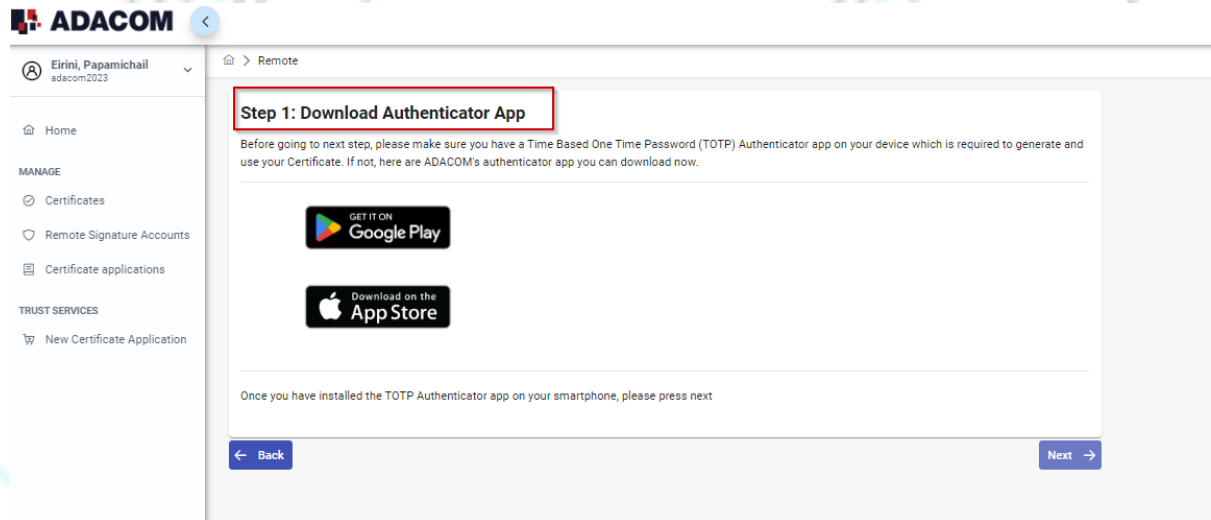 ADACOM
Eirini, Papamichail
adacom2023
Home
MANAGE
Certificates
Remote Signature Accounts
Certificate applications
TRUST SERVICES
New Certificate Application
> Remote
Step 1: Download Authenticator App
Before going to next step, please make sure you have a Time Based One Time Password (TOTP) Authenticator app on your device which is required to generate and
use your Certificate. If not, here are ADACOM's authenticator app you can download now.
GET IT ON
Google Play
Download on the
App Store
Once you have installed the TOTP Authenticator app on your smartphone, please press next
← Back
Next →